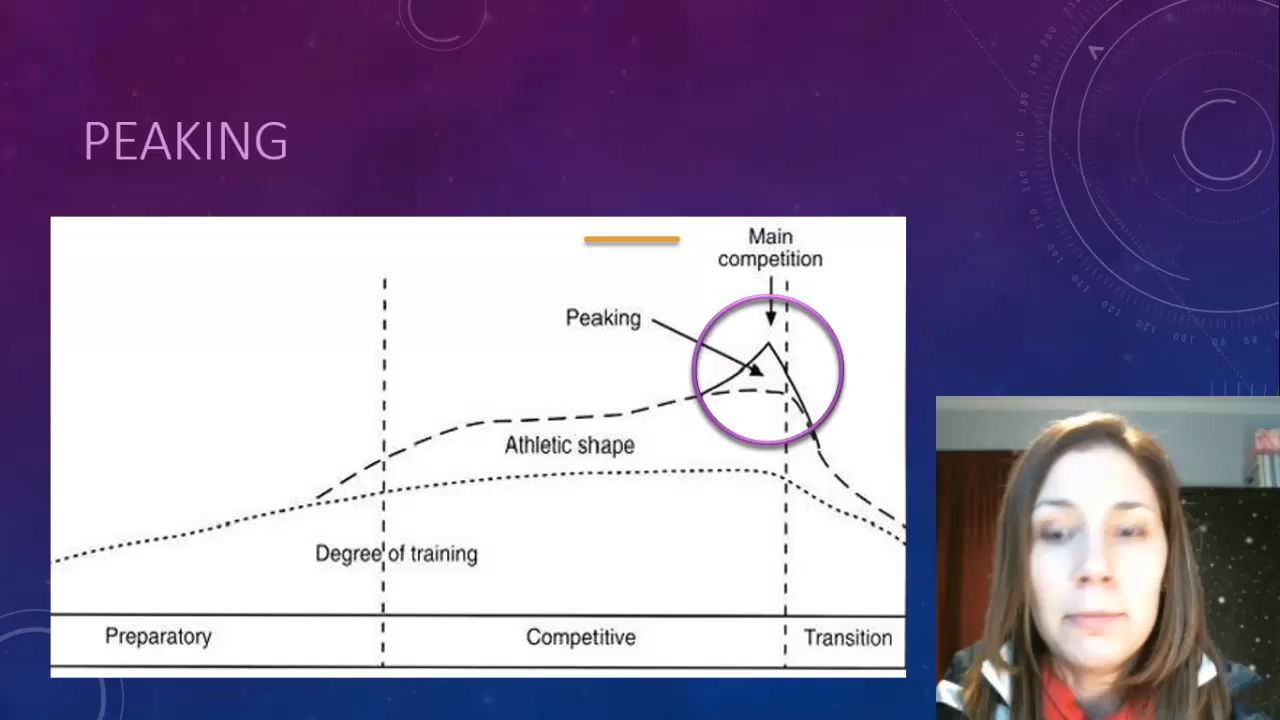 PEAKING
Main
competition
Peaking
Athletic shape
Degree of training
Preparatory
Competitive
Transition